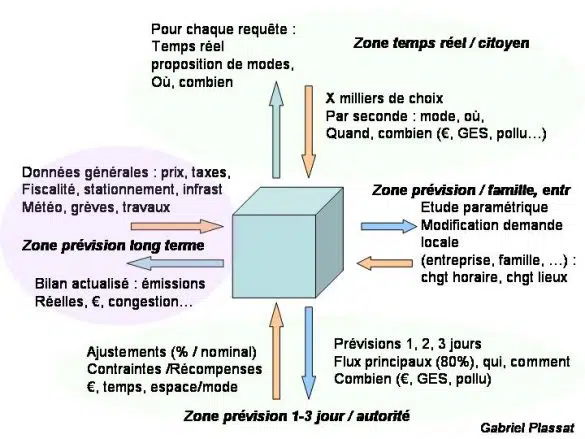 Pour chaque requête :
Temps réel
proposition de modes,
Où, combien
Zone temps réel / citoyen
X milliers de choix
Par seconde : mode, où,
Quand, combien (€, GES, pollu…)
Données générales : prix, taxes,
Fiscalité, stationnement, infrast
Météo, grèves, travaux
Zone prévision long terme
Bilan actualisé : émissions
Réelles, €, congestion…
Zone prévision / famille, entr
Etude paramétrique
Modification demande
locale
(entreprise, famille, …) :
chgt horaire, chgt lieux
Ajustements (% / nominal)
Contraintes /Récompenses
€, temps, espace/mode
Prévisions 1, 2, 3 jours
Flux principaux (80%), qui, comment
Combien (€, GES, pollu)
Zone prévision 1-3 jour / autorité
Gabriel Plassat